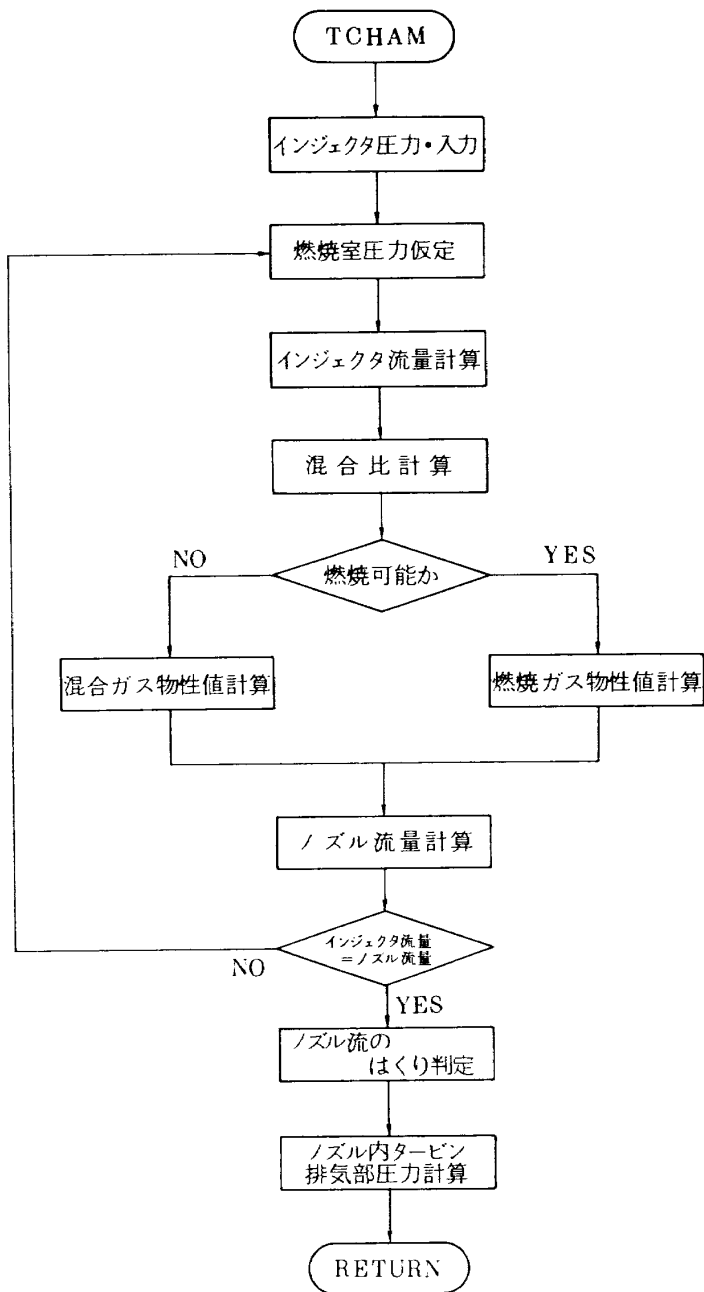 TCHAM
インジェクタ圧力・入力
燃焼室圧力仮定
インジェクタ流量計算
混合比計算
燃焼可能か
NO
YES
混合ガス物性値計算
燃焼ガス物性値計算
ノズル流量計算
インジェクタ流量
＝ノズル流量
NO
YES
ノズル流の
はくり判定
ノズル内タービン
排気部圧力計算
RETURN